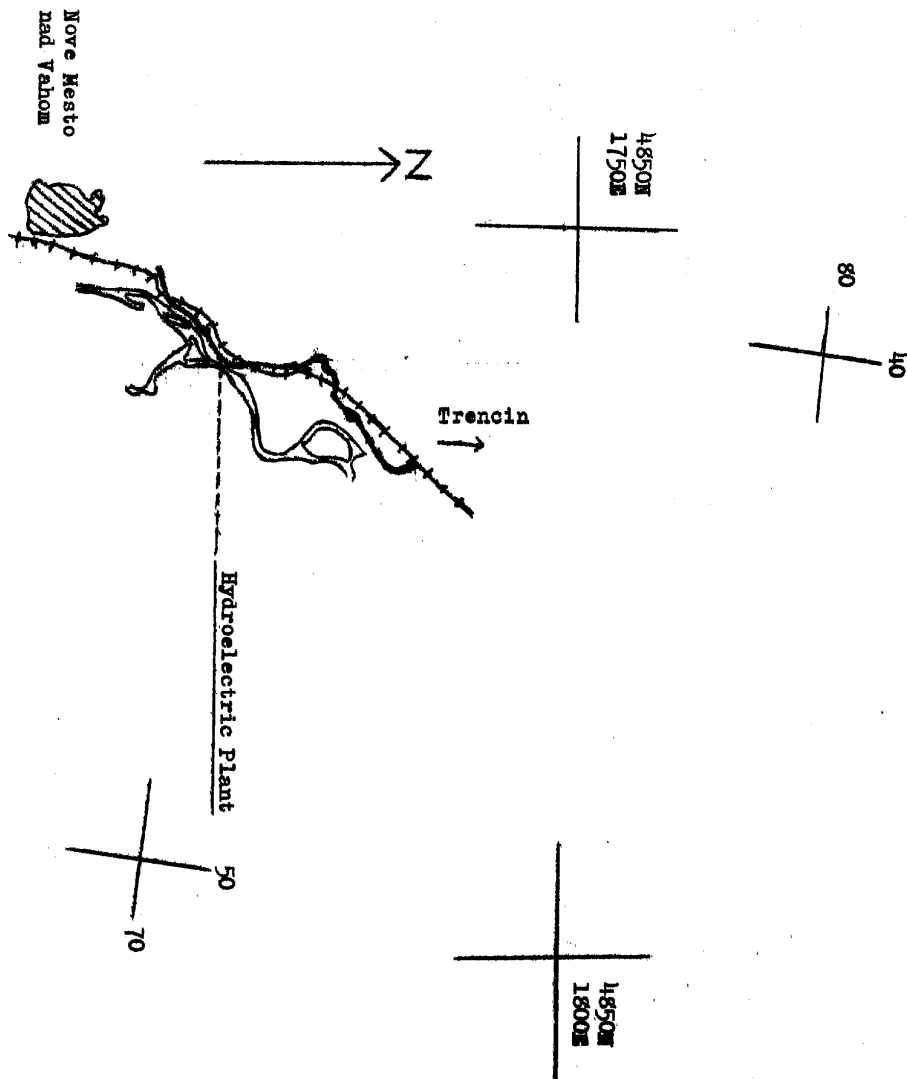 Nove Mesto
nad Vahom
N
4850N
1750E
80
40
Trencin
Hydroelectric Plant
50
70
4850N
1800E